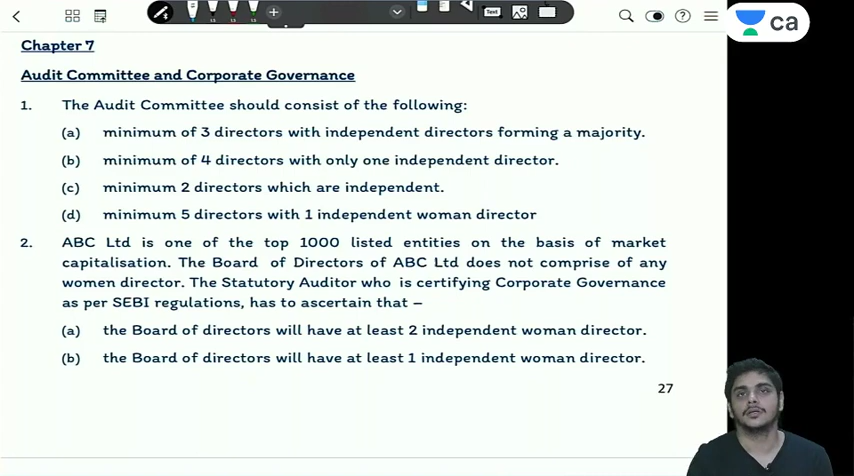 Text
ca
Chapter 7
Audit Committee and Corporate Governance
1. The Audit Committee should consist of the following:
(a) minimum of 3 directors with independent directors forming a majority.
(b) minimum of 4 directors with only one independent director.
(c) minimum 2 directors which are independent.
(d) minimum 5 directors with 1 independent woman director
2. ABC Ltd is one of the top 1000 listed entities on the basis of market
capitalisation. The Board of Directors of ABC Ltd does not comprise of any
women director. The Statutory Auditor who is certifying Corporate Governance
as per SEBI regulations, has to ascertain that –
(a) the Board of directors will have at least 2 independent woman director.
(b) the Board of directors will have at least 1 independent woman director.
27